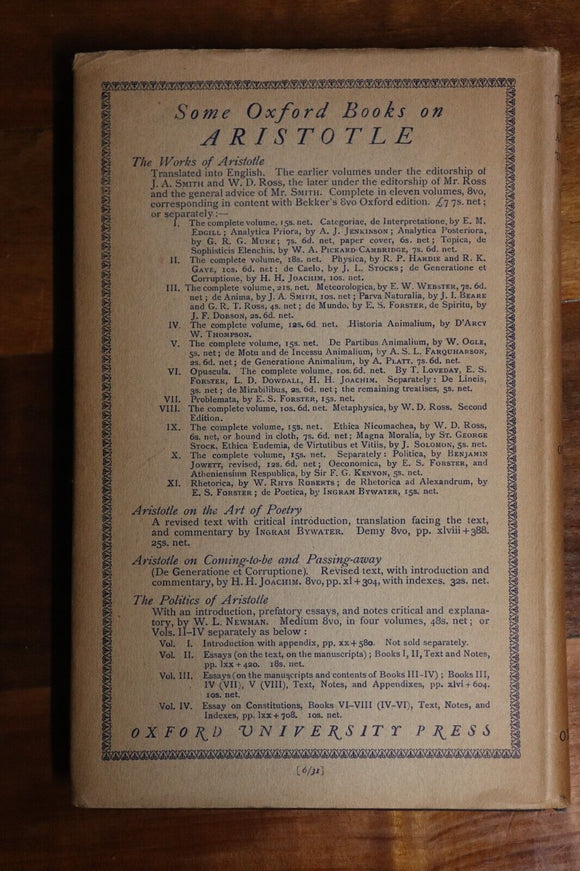 Some Oxford Books on
ARISTOTLE
The Works of Aristotle
Translated into English. The earlier volumes under the editorship of
J. A. SMITH and W. D. ROSS, the later under the editorship of Mr. ROSS
and the general advice of Mr. SMITH. Complete in eleven volumes, 8vo,
corresponding in content with Bekker's 8vo Oxford edition. £7 7s. net;
or separately:—
I. The complete volume, 15s. net. Categoriae, de Interpretatione, by E. M.
EDGILL; Analytica Priora, by A. J. JENKINSON; Analytica Posteriora,
by G. R. G. MURE; 7s. 6d. net, paper cover, 6s. net; Topica, de
Sophisticis Elenchis, by W. A. PICKARD-CAMBRIDGE, 7s. 6d. net.
II. The complete volume, 18s. net. Physica, by R. P. HARDIE and R. K.
GAYE, 10s. 6d. net; de Caelo, by J. L. STOCKS; de Generatione et
Corruptione, by H. H. JOACHIM, 10s. net.
III. The complete volume, 21s. net. Meteorologica, by E. W. WEBSTER, 7s. 6d.
net; de Anima, by J. A. SMITH, 10s. net; Parva Naturalia, by J. I. BEARE
and G. R. T. ROSS, 4s. net; de Mundo, by E. S. FORSTER, de Spiritu, by
J. F. DOBSON, 2s. 6d. net.
IV. The complete volume, 12s. 6d. net. Historia Animalium, by D'ARCY
W. THOMPSON.
V. The complete volume, 15s. net. De Partibus Animalium, by W. OGLE,
5s. net; de Motu and de Incessu Animalium, by A. S. L. FARQUHARSON,
2s. 6d. net; de Generatione Animalium, by A. PLATT, 7s. 6d. net.
VI. Opuscula. The complete volume, 10s. 6d. net. By T. LOVEDAY, E. S.
FORSTER, L. D. DOWDALL, H. H. JOACHIM. Separately: De Lineis,
3s. net; de Mirabilibus, 2s. 6d. net; the remaining treatises, 5s. net.
VII. Problemata, by E. S. FORSTER, 15s. net.
VIII. The complete volume, 10s. 6d. net. Metaphysica, by W. D. ROSS. Second
Edition.
IX. The complete volume, 15s. net. Ethica Nicomachea, by W. D. ROSS,
6s. net, or bound in cloth, 7s. 6d. net; Magna Moralia, by ST. GEORGE
STOCK, Ethica Eudemia, de Virtutibus et Vitiis, by J. SOLOMON, 5s. net.
X. The complete volume, 15s. net. Separately: Politica, by BENJAMIN
JOWETT, revised, 12s. 6d. net; Oeconomica, by E. S. FORSTER, and
Atheniensium Respublica, by Sir F. G. KENYON, 5s. net.
XI. Rhetorica, by W. RHYS ROBERTS; de Rhetorica ad Alexandrum, by
E. S. FORSTER; de Poetica, by INGRAM BYWATER, 15s. net.
Aristotle on the Art of Poetry
A revised text with critical introduction, translation facing the text,
and commentary by INGRAM BYWATER. Demy 8vo, pp. xlviii+388.
25s. net.
Aristotle on Coming-to-be and Passing-away
(De Generatione et Corruptione). Revised text, with introduction and
commentary, by H. H. JOACHIM. 8vo, pp. xl+304, with indexes. 32s. net.
The Politics of Aristotle
With an introduction, prefatory essays, and notes critical and explana-
tory, by W. L. NEWMAN. Medium 8vo, in four volumes, 48s. net; or
Vols. II-IV separately as below:
Vol. I. Introduction with appendix, pp. xx+580. Not sold separately.
Vol. II. Essays (on the text, on the manuscripts); Books I, II, Text and Notes,
pp. lxx+420. 18s. net.
Vol. III. Essays (on the manuscripts and contents of Books III-IV); Books III,
IV (VII), V (VIII), Text, Notes, and Appendixes, pp. xlvi+604.
10s. net.
Vol. IV. Essay on Constitutions, Books VI-VIII (IV-VI), Text, Notes, and
Indexes, pp. lxx+708. 10s. net.
OXFORD UNIVERSITY PRESS
[6/31]